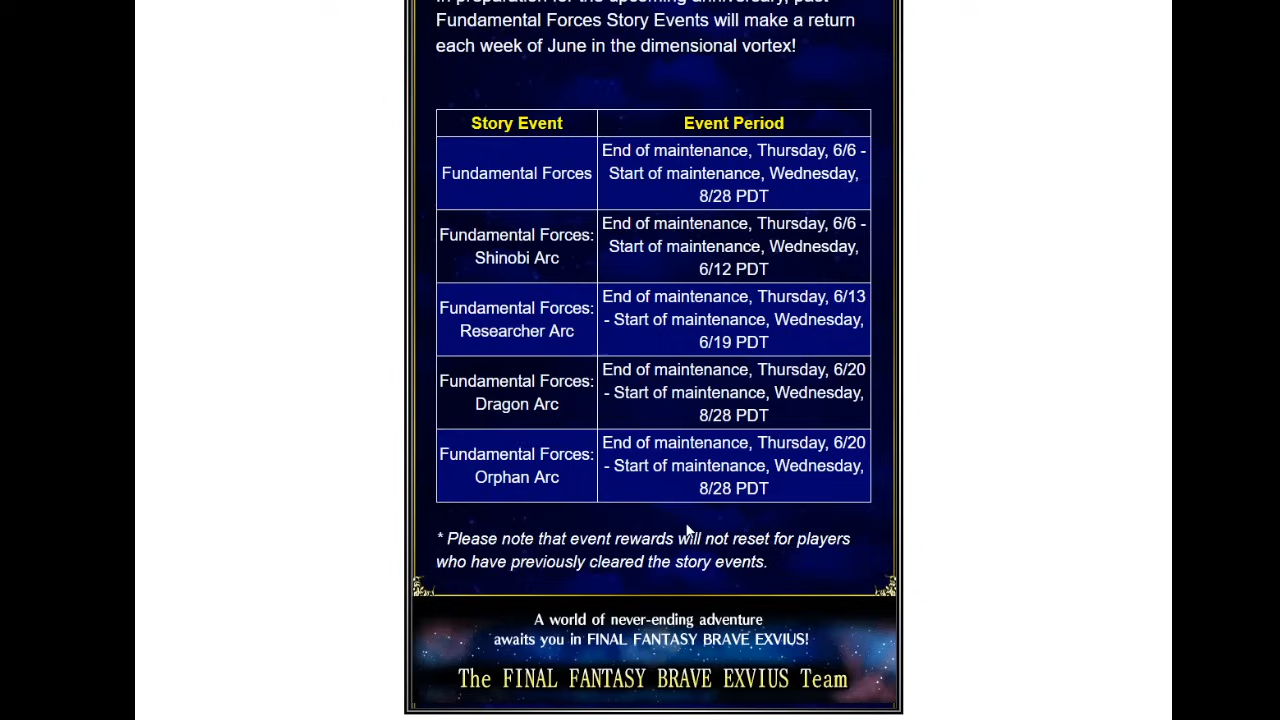 In preparation for the upcoming anniversary, past
Fundamental Forces Story Events will make a return
each week of June in the dimensional vortex!
Story Event
Event Period
Fundamental Forces
End of maintenance, Thursday, 6/6 -
Start of maintenance, Wednesday,
8/28 PDT
Fundamental Forces:
Shinobi Arc
End of maintenance, Thursday, 6/6 -
Start of maintenance, Wednesday,
6/12 PDT
Fundamental Forces:
Researcher Arc
End of maintenance, Thursday, 6/13
- Start of maintenance, Wednesday,
6/19 PDT
Fundamental Forces:
Dragon Arc
End of maintenance, Thursday, 6/20
- Start of maintenance, Wednesday,
8/28 PDT
Fundamental Forces:
Orphan Arc
End of maintenance, Thursday, 6/20
- Start of maintenance, Wednesday,
8/28 PDT
* Please note that event rewards will not reset for players
who have previously cleared the story events.
A world of never-ending adventure
awaits you in FINAL FANTASY BRAVE EXVIUS!
The FINAL FANTASY BRAVE EXVIUS Team